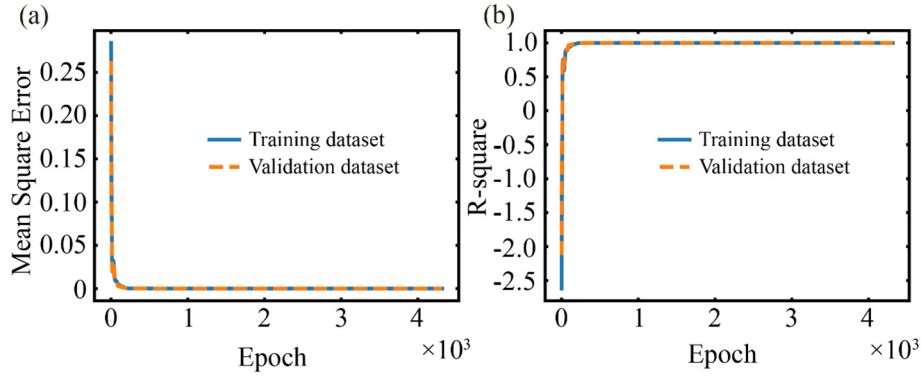 (a)
Mean Square Error
0.25
0.20
0.15
0.10
0.05
0
Training dataset
Validation dataset
0 1 2 3 4
Epoch
×10³
(b)
R-square
1.0
0.5
0
-0.5
-1.0
-1.5
-2.0
-2.5
Training dataset
Validation dataset
0 1 2 3 4
Epoch
×10³